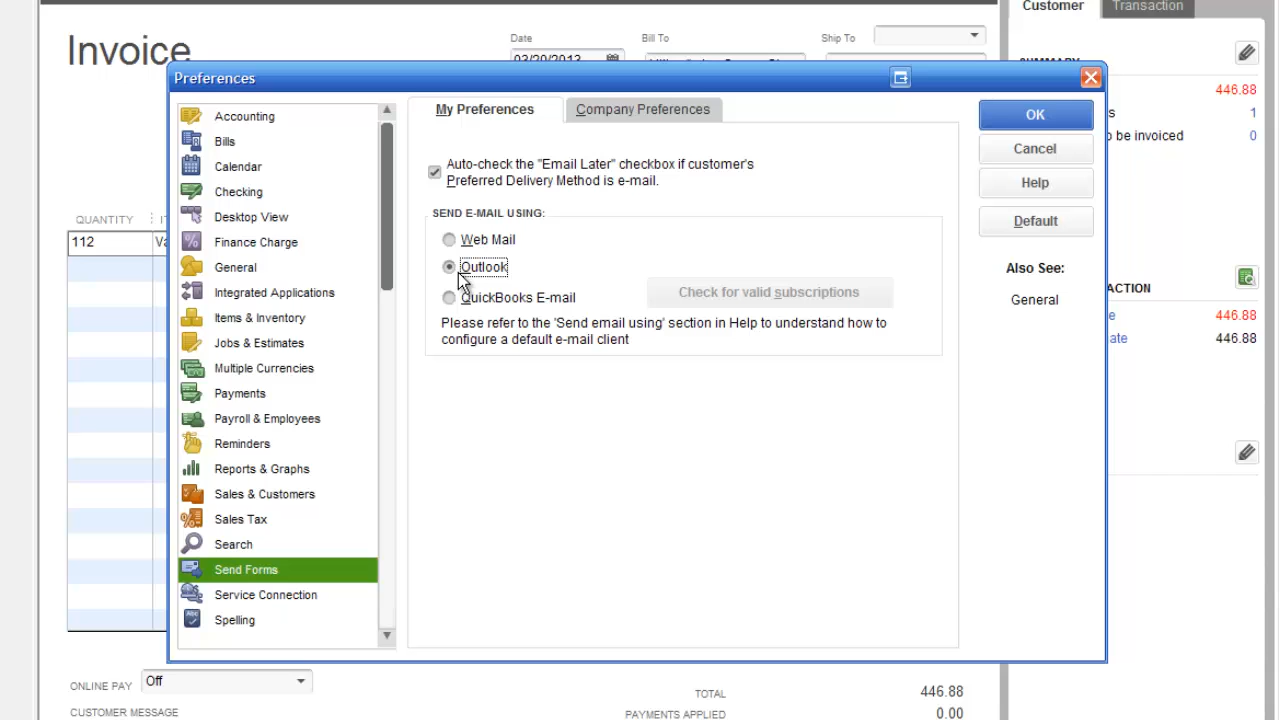 Customer
Transaction
Invoice
Date
Bill To
Ship To
03/20/2013
SUMMARY
Preferences
446.88
s
1
o be invoiced
0
Accounting
Bills
Calendar
Checking
Desktop View
Finance Charge
General
Integrated Applications
Items & Inventory
Jobs & Estimates
Multiple Currencies
Payments
Payroll & Employees
Reminders
Reports & Graphs
Sales & Customers
Sales Tax
Search
Send Forms
Service Connection
Spelling
My Preferences
Company Preferences
Auto-check the "Email Later" checkbox if customer's
Preferred Delivery Method is e-mail.
SEND E-MAIL USING:
Web Mail
Outlook
QuickBooks E-mail
Check for valid subscriptions
Please refer to the 'Send email using' section in Help to understand how to
configure a default e-mail client
OK
Cancel
Help
Default
Also See:
General
QUANTITY
112
Va
ACTION
e
446.88
ate
446.88
ONLINE PAY
Off
TOTAL
446.88
CUSTOMER MESSAGE
PAYMENTS APPLIED
0.00